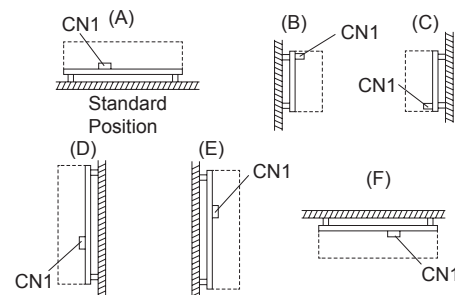 (A)
CN1
Standard
Position
(B)
CN1
(C)
CN1
(D)
CN1
(E)
CN1
(F)
CN1